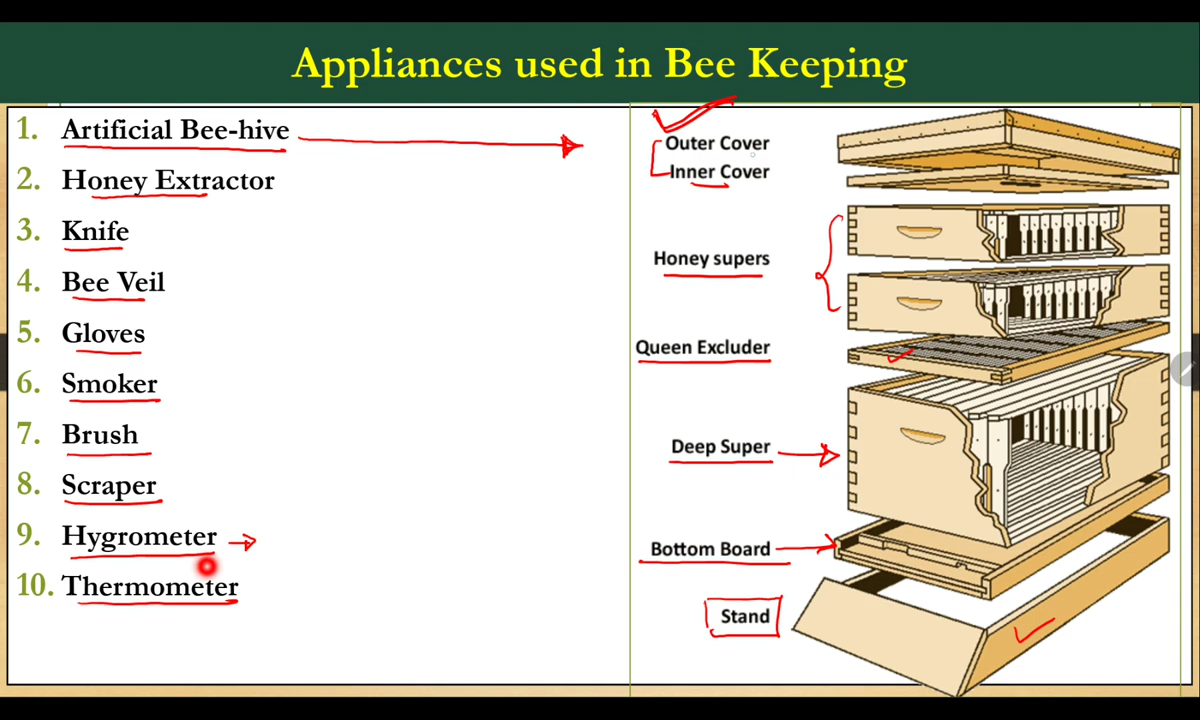 Appliances used in Bee Keeping
1. Artificial Bee-hive
2. Honey Extractor
3. Knife
4. Bee Veil
5. Gloves
6. Smoker
7. Brush
8. Scraper
9. Hygrometer
10. Thermometer
Outer Cover
Inner Cover
Honey supers
Queen Excluder
Deep Super
Bottom Board
Stand